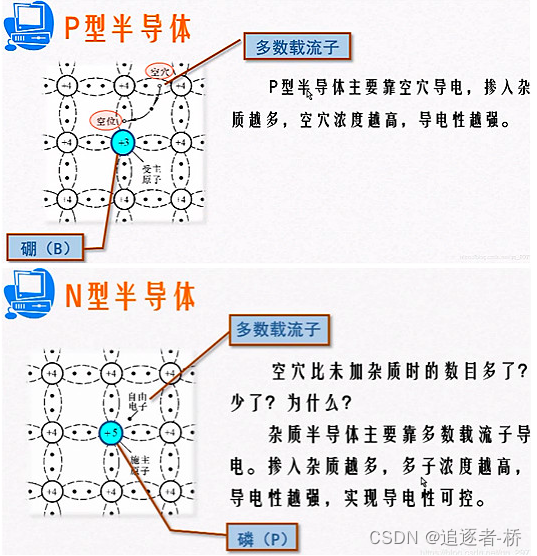 P型半导体
多数载流子
空穴
+4 +4 +4
P型半导体主要靠空穴导电，掺入杂
质越多，空穴浓度越高，导电性越强。
空位
+4 +3 +4
受主
原子
+4 +4 +4
硼（B）
N型半导体
多数载流子
+4 +4 +4
空穴比未加杂质时的数目多了？
少了？为什么？
自由
电子
+4 +5 +4
杂质半导体主要靠多数载流子导
电。掺入杂质越多，多子浓度越高，
导电性越强，实现导电性可控。
施主
原子
+4 +4 +4
磷（P）
CSDN @追逐者-桥